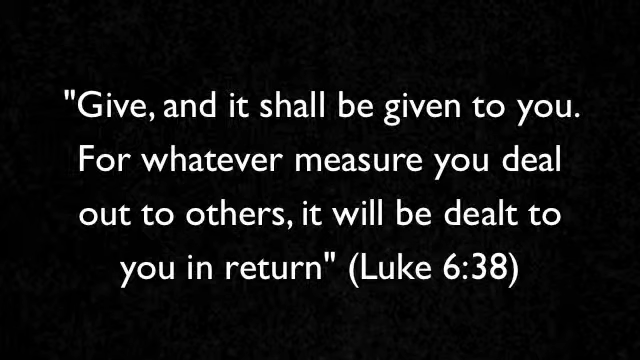 "Give, and it shall be given to you.
For whatever measure you deal
out to others, it will be dealt to
you in return" (Luke 6:38)